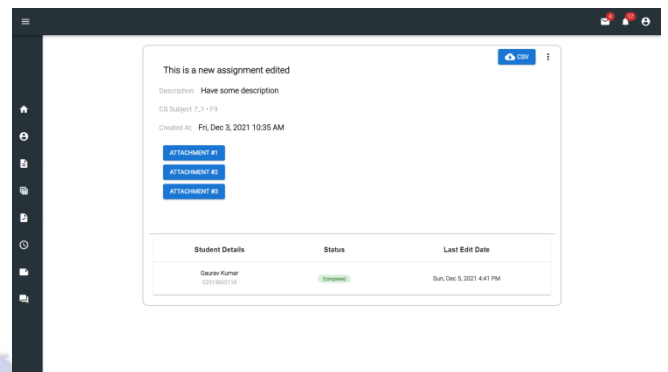 4 17
CSV
This is a new assignment edited
Description: Have some description
CS Subject 7_1 • F9
Created At: Fri, Dec 3, 2021 10:35 AM
ATTACHMENT #1
ATTACHMENT #2
ATTACHMENT #3
Student Details Status Last Edit Date
Gaurav Kumar Completed Sun, Dec 5, 2021 4:41 PM